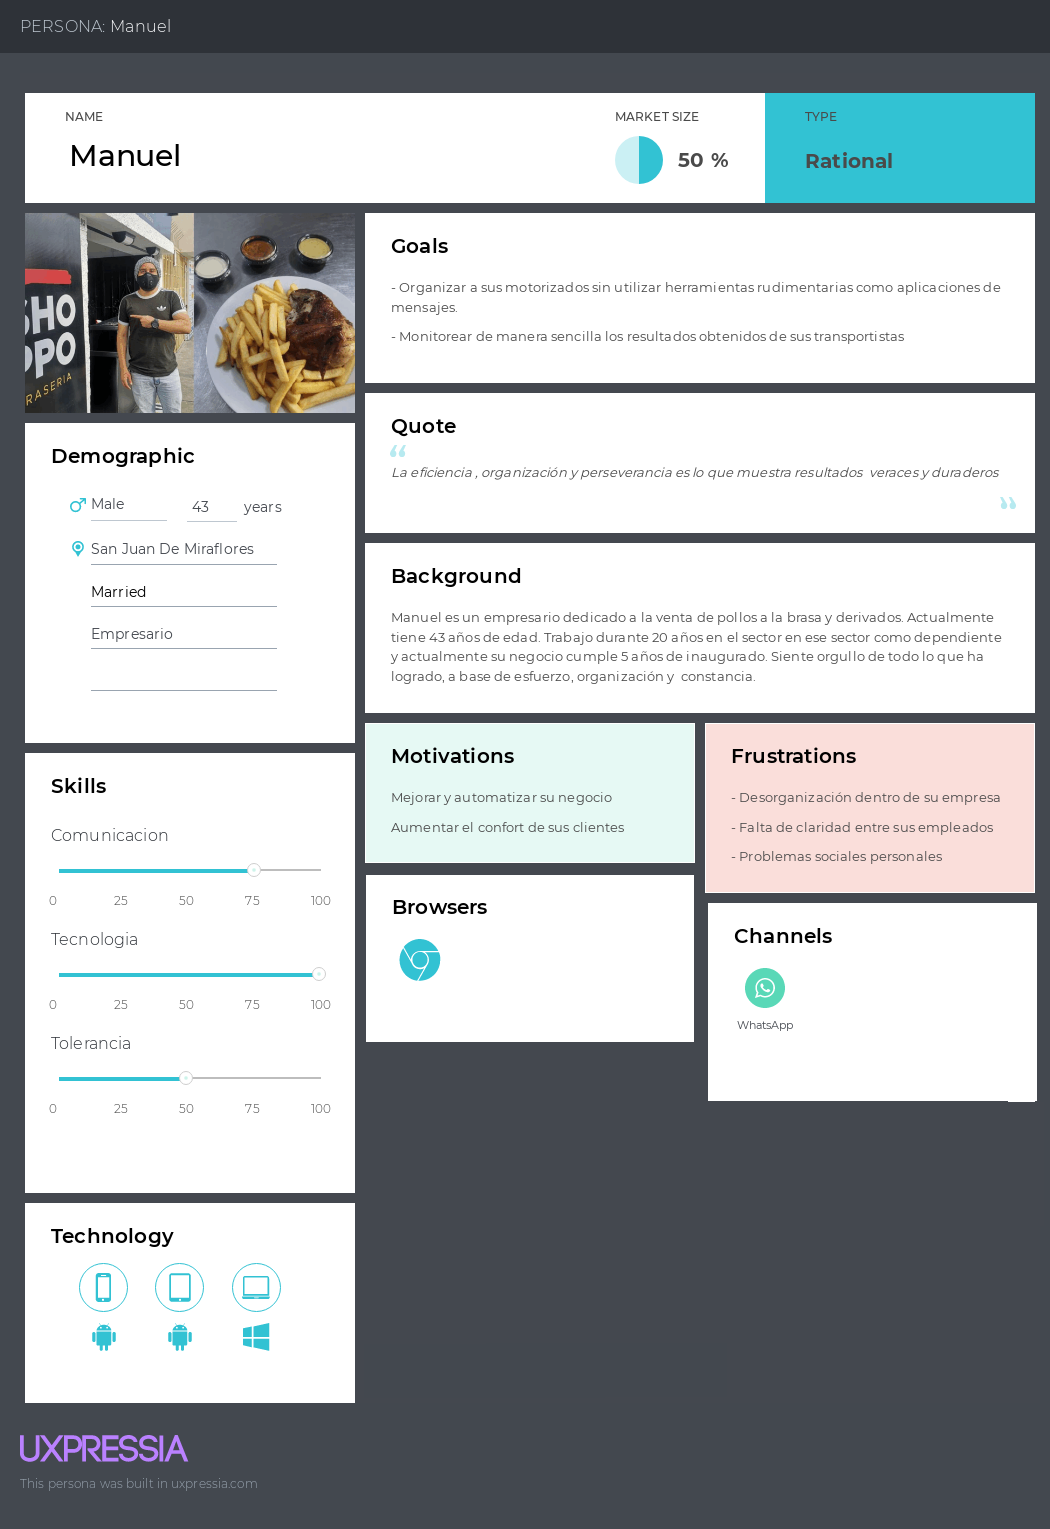 PERSONA: Manuel
NAME
Manuel
MARKET SIZE
50 %
TYPE
Rational
HO
OPO
RASERIA
Demographic
Male
43 years
San Juan De Miraflores
Married
Empresario
Skills
Comunicacion
0 25 50 75 100
Tecnologia
0 25 50 75 100
Tolerancia
0 25 50 75 100
Technology
Goals
- Organizar a sus motorizados sin utilizar herramientas rudimentarias como aplicaciones de
mensajes.
- Monitorear de manera sencilla los resultados obtenidos de sus transportistas
Quote
“
La eficiencia , organización y perseverancia es lo que muestra resultados  veraces y duraderos
”
Background
Manuel es un empresario dedicado a la venta de pollos a la brasa y derivados. Actualmente
tiene 43 años de edad. Trabajo durante 20 años en el sector en ese sector como dependiente
y actualmente su negocio cumple 5 años de inaugurado. Siente orgullo de todo lo que ha
logrado, a base de esfuerzo, organización y  constancia.
Motivations
Mejorar y automatizar su negocio
Aumentar el confort de sus clientes
Frustrations
- Desorganización dentro de su empresa
- Falta de claridad entre sus empleados
- Problemas sociales personales
Browsers
Channels
WhatsApp
UXPRESSIA
This persona was built in uxpressia.com